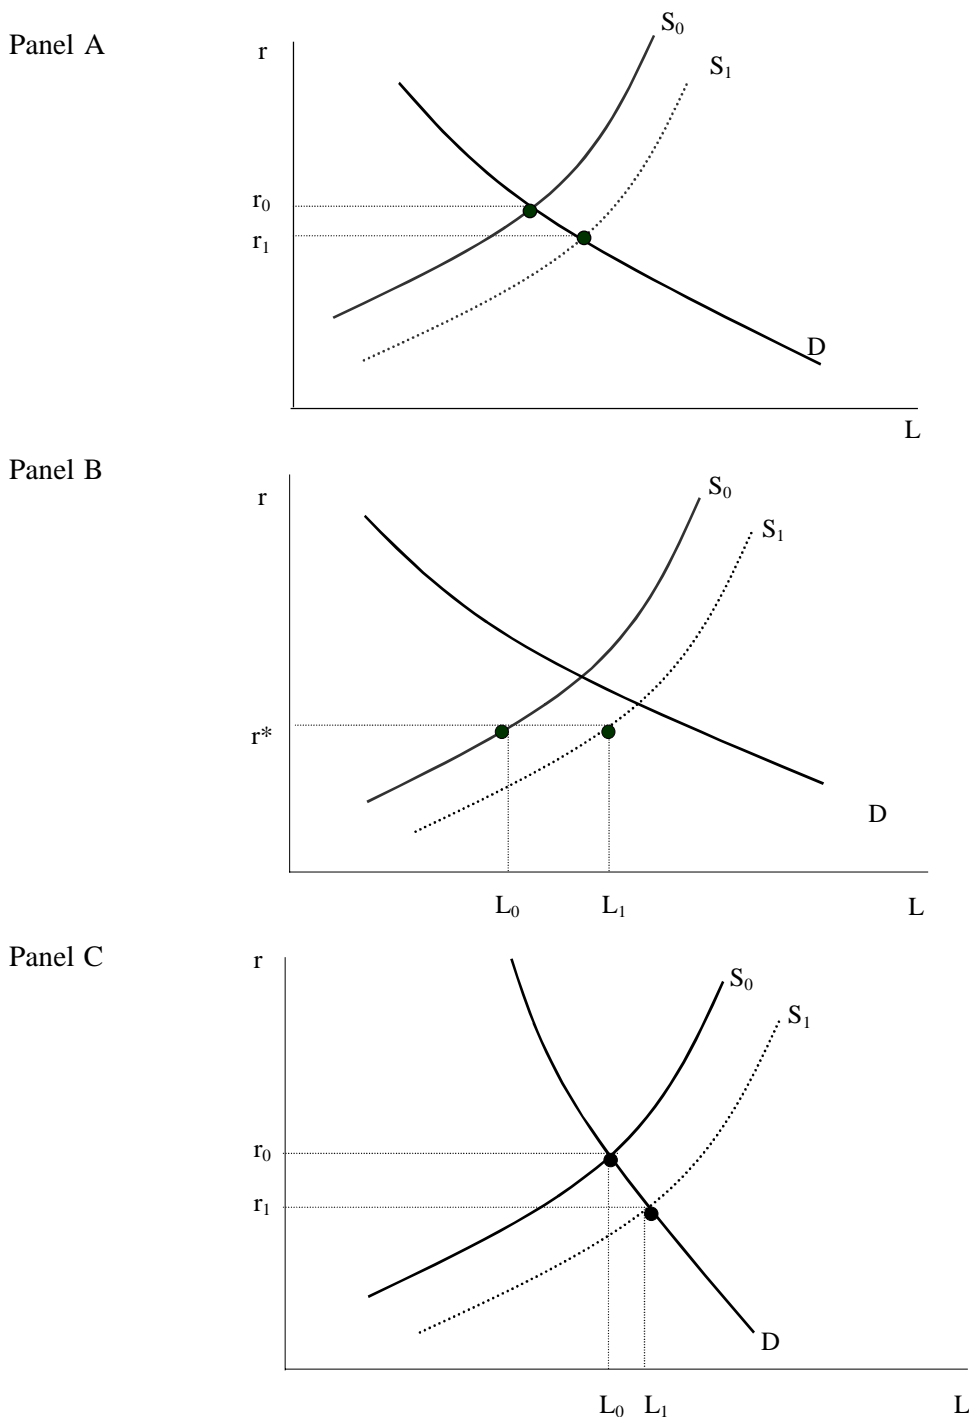 Panel A
r
S₀
S₁
r₀
r₁
D
L
Panel B
r
S₀
S₁
r*
D
L₀ L₁ L
Panel C
r
S₀
S₁
r₀
r₁
D
L₀ L₁ L